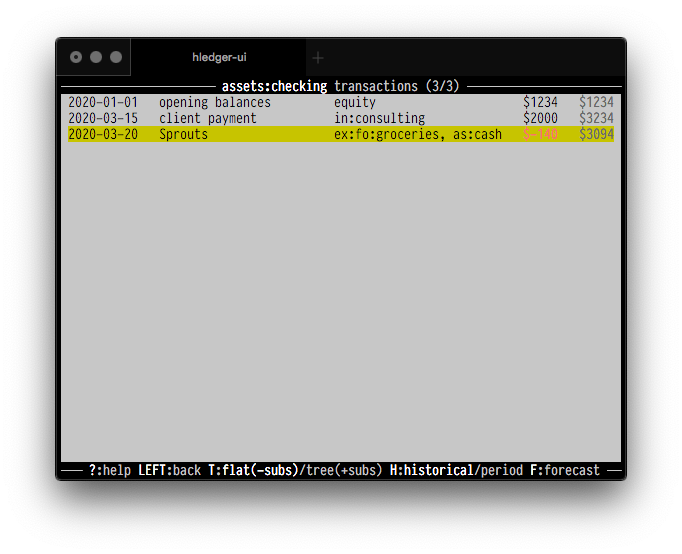 hledger-ui
assets:checking transactions (3/3)
2020-01-01 opening balances equity $1234 $1234
2020-03-15 client payment in:consulting $2000 $3234
2020-03-20 Sprouts ex:fo:groceries, as:cash $-140 $3094
?:help LEFT:back T:flat(-subs)/tree(+subs) H:historical/period F:forecast